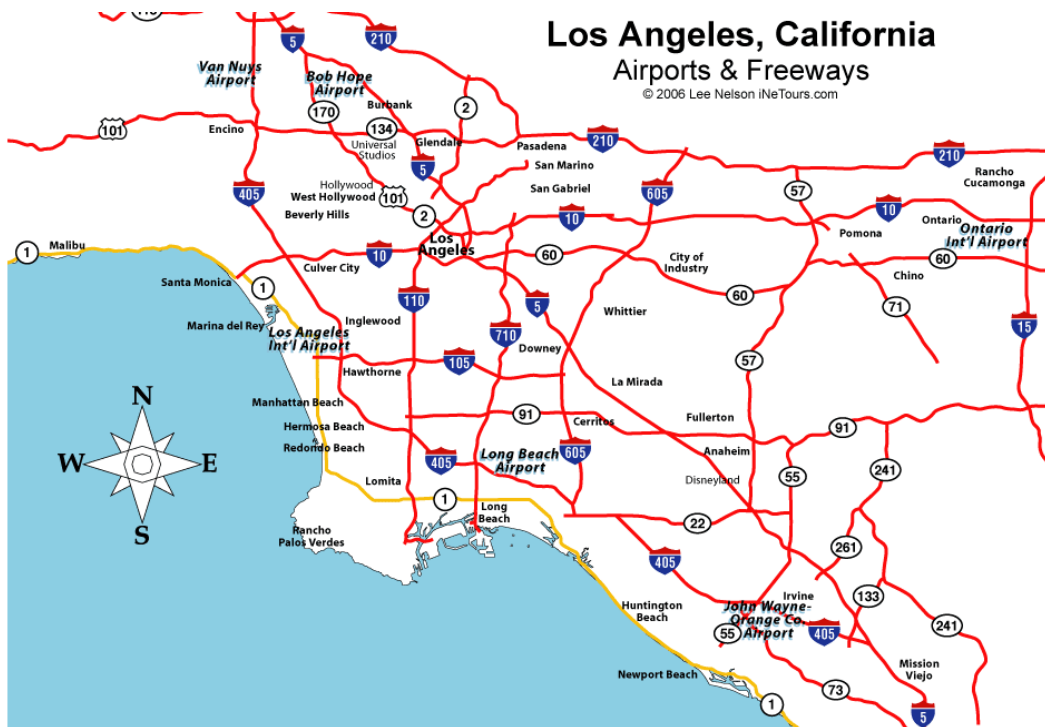 Los Angeles, California
Airports & Freeways
© 2006 Lee Nelson iNeTours.com
5
210
Van Nuys
Airport
Bob Hope
Airport
Burbank
170
2
101
Encino
134
Universal
Studios
Glendale
Pasadena
210
210
5
San Marino
Rancho
Cucamonga
405
Hollywood
West Hollywood
101
San Gabriel
605
57
Beverly Hills
2
10
10
Ontario
Ontario
Int'l Airport
Pomona
1
Malibu
Los
Angeles
10
60
City of
Industry
60
Culver City
Chino
Santa Monica
1
110
5
60
71
Whittier
15
Marina del Rey
Inglewood
Los Angeles
Int'l Airport
710
Downey
105
57
Hawthorne
La Mirada
Manhattan Beach
91
Cerritos
Fullerton
91
Hermosa Beach
Redondo Beach
405
Long Beach
Airport
605
Anaheim
55
241
Disneyland
Lomita
1
Long
Beach
22
Rancho
Palos Verdes
405
261
133
Huntington
Beach
Irvine
John Wayne-
Orange Co.
Airport
55
405
241
Newport Beach
Mission
Viejo
73
1
5
N
W
E
S